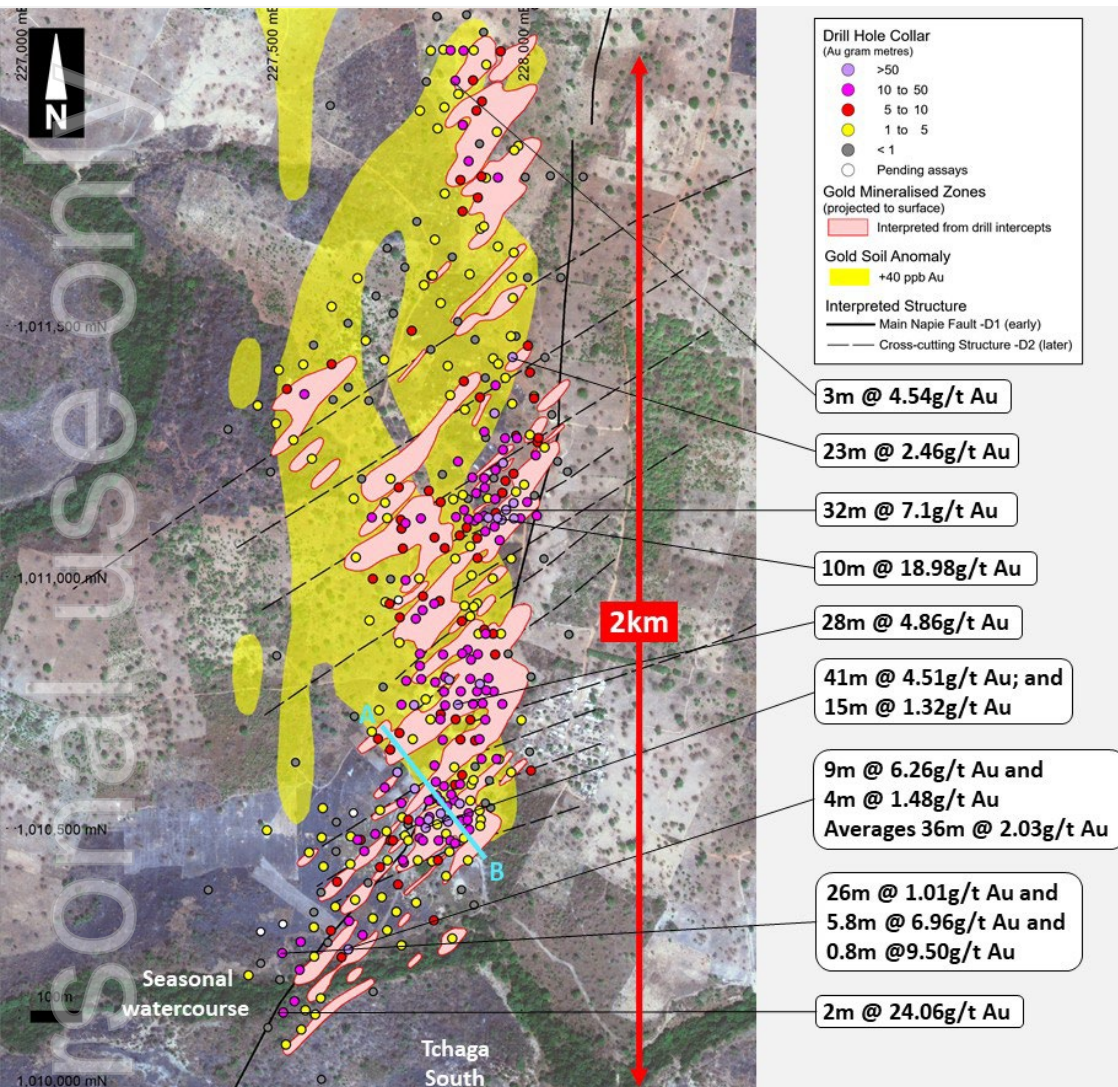 227,000 mE
227,500 mE
228,000 mE
N
1,011,500 mN
1,011,000 mN
1,010,500 mN
1,010,000 mN
2km
A
B
100m
Seasonal
watercourse
Tchaga
South
Drill Hole Collar
(Au gram metres)
>50
10 to 50
5 to 10
1 to 5
< 1
Pending assays
Gold Mineralised Zones
(projected to surface)
Interpreted from drill intercepts
Gold Soil Anomaly
+40 ppb Au
Interpreted Structure
Main Napie Fault -D1 (early)
Cross-cutting Structure -D2 (later)
3m @ 4.54g/t Au
23m @ 2.46g/t Au
32m @ 7.1g/t Au
10m @ 18.98g/t Au
28m @ 4.86g/t Au
41m @ 4.51g/t Au; and
15m @ 1.32g/t Au
9m @ 6.26g/t Au and
4m @ 1.48g/t Au
Averages 36m @ 2.03g/t Au
26m @ 1.01g/t Au and
5.8m @ 6.96g/t Au and
0.8m @9.50g/t Au
2m @ 24.06g/t Au
rsonal use only